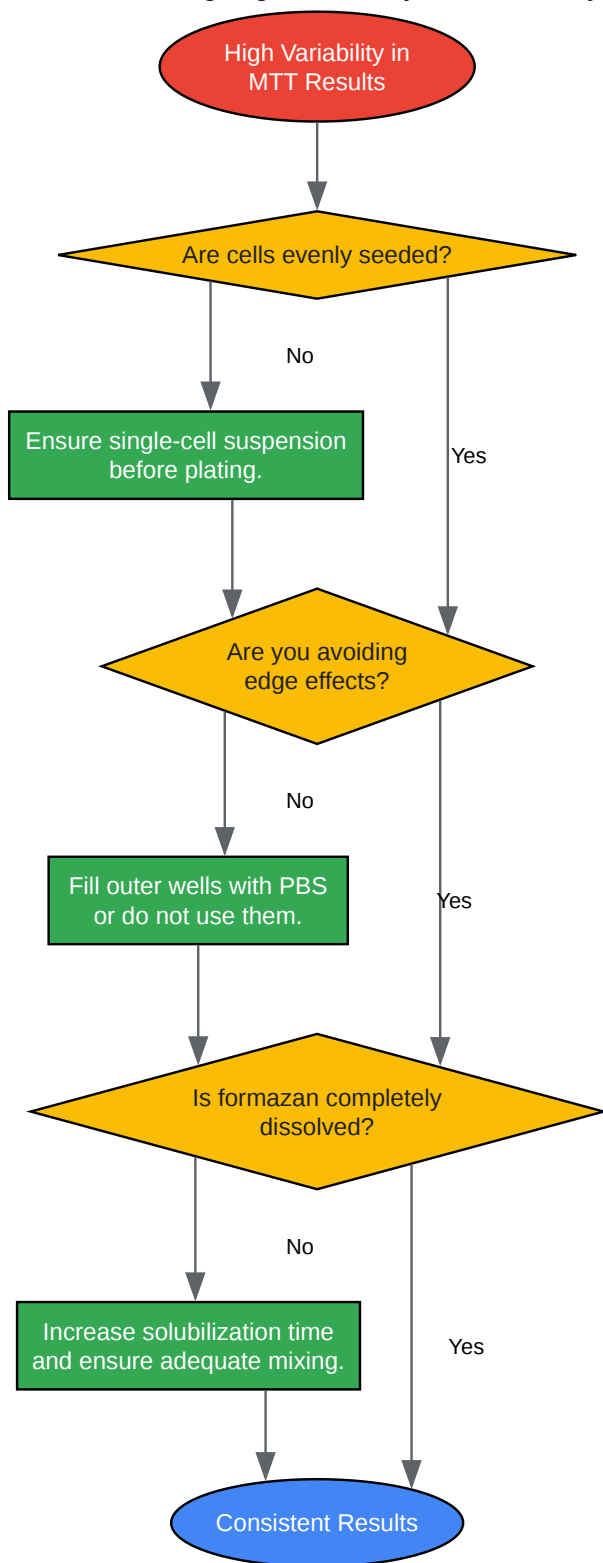 High Variability in
MTT Results
Are cells evenly seeded?
No
Ensure single-cell suspension
before plating.
Yes
Are you avoiding
edge effects?
No
Fill outer wells with PBS
or do not use them.
Yes
Is formazan completely
dissolved?
No
Increase solubilization time
and ensure adequate mixing.
Yes
Consistent Results